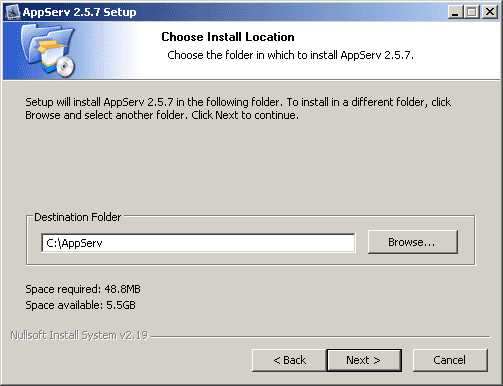 AppServ 2.5.7 Setup
Choose Install Location
Choose the folder in which to install AppServ 2.5.7.
Setup will install AppServ 2.5.7 in the following folder. To install in a different folder, click
Browse and select another folder. Click Next to continue.
Destination Folder
C:\AppServ
Browse...
Space required: 48.8MB
Space available: 5.5GB
Nullsoft Install System v2.19
< Back
Next >
Cancel